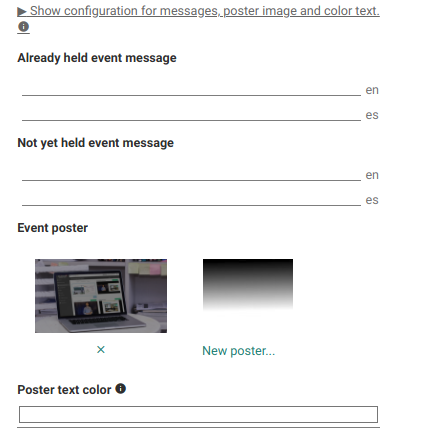 ▶ Show configuration for messages, poster image and color text.
Already held event message
en
es
Not yet held event message
en
es
Event poster
×
New poster...
Poster text color